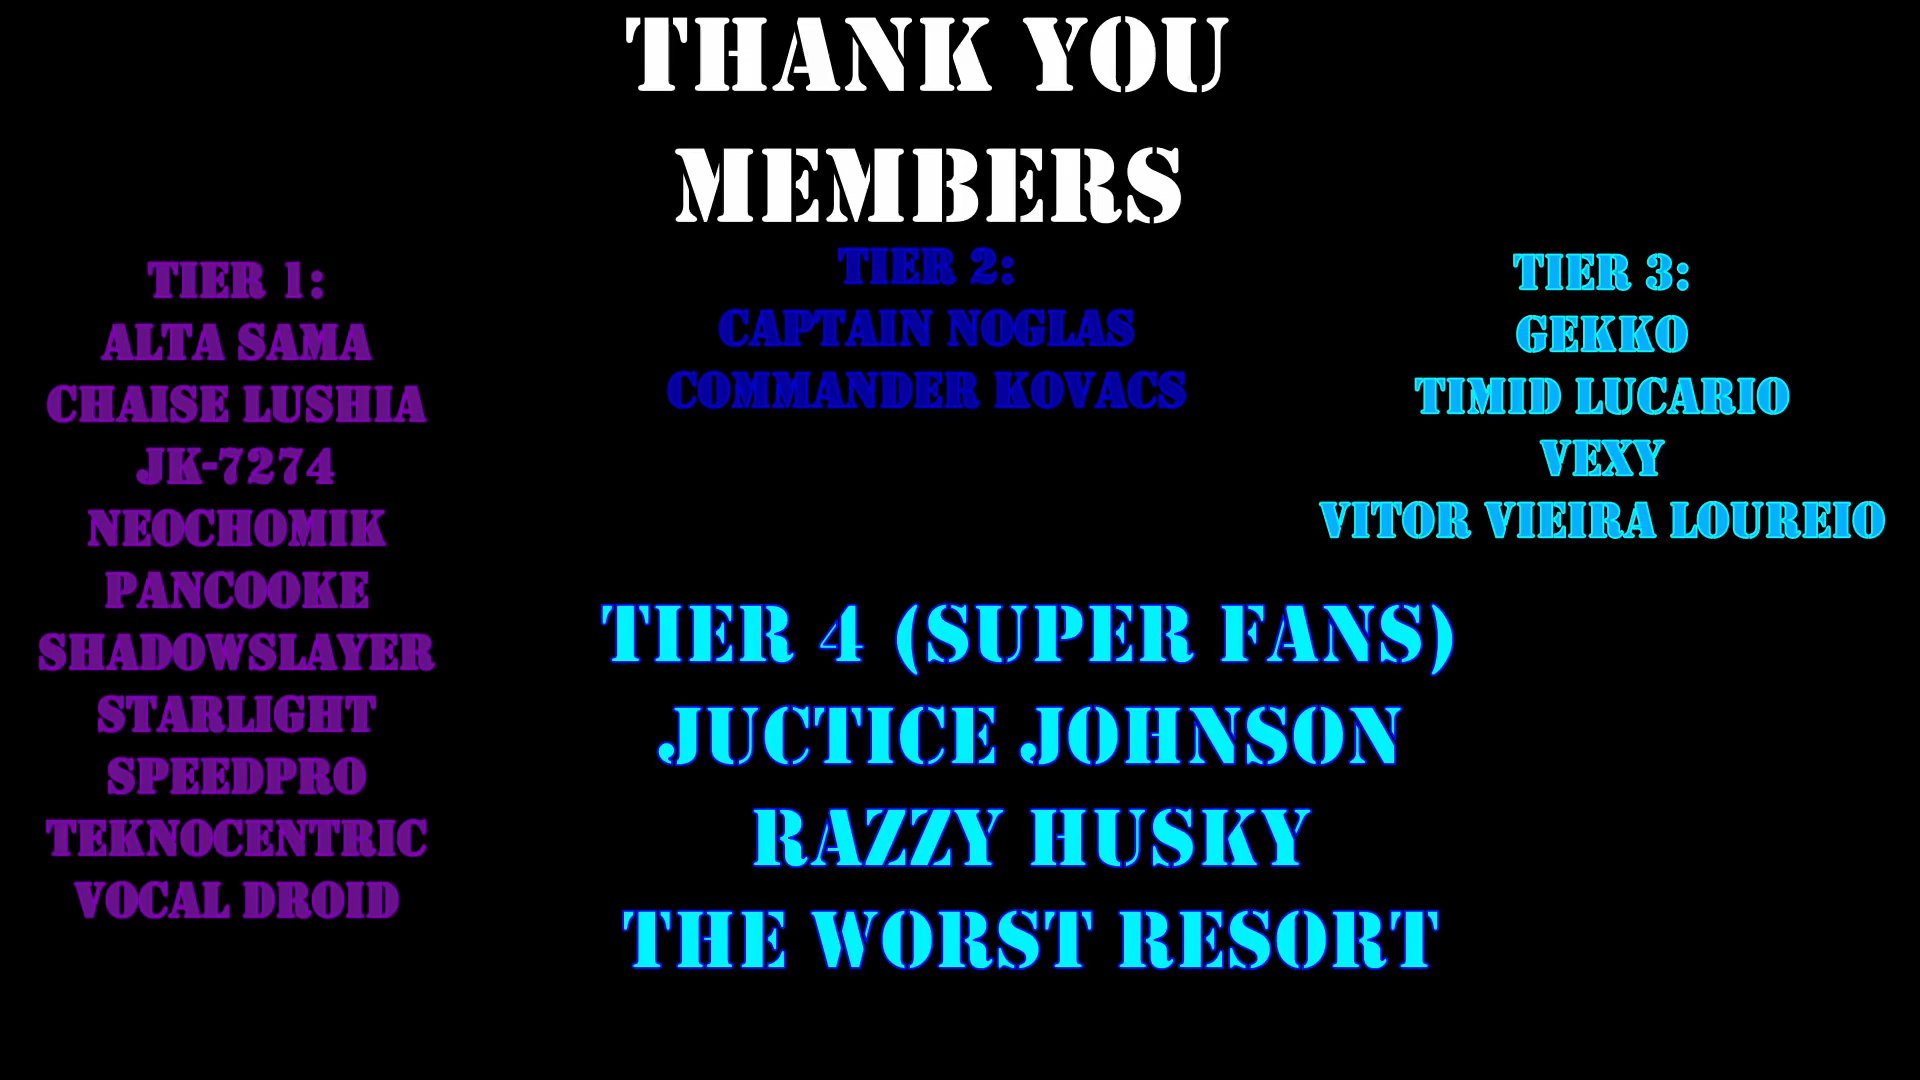 THANK YOU
MEMBERS
TIER 1:
ALTA SAMA
CHAISE LUSHIA
JK-7274
NEOCHOMIK
PANCOOKE
SHADOWSLAYER
STARLIGHT
SPEEDPRO
TEKNOCENTRIC
VOCAL DROID
TIER 2:
CAPTAIN NOGLAS
COMMANDER KOVACS
TIER 3:
GEKKO
TIMID LUCARIO
VEXY
VITOR VIEIRA LOUREIO
TIER 4 (SUPER FANS)
JUCTICE JOHNSON
RAZZY HUSKY
THE WORST RESORT